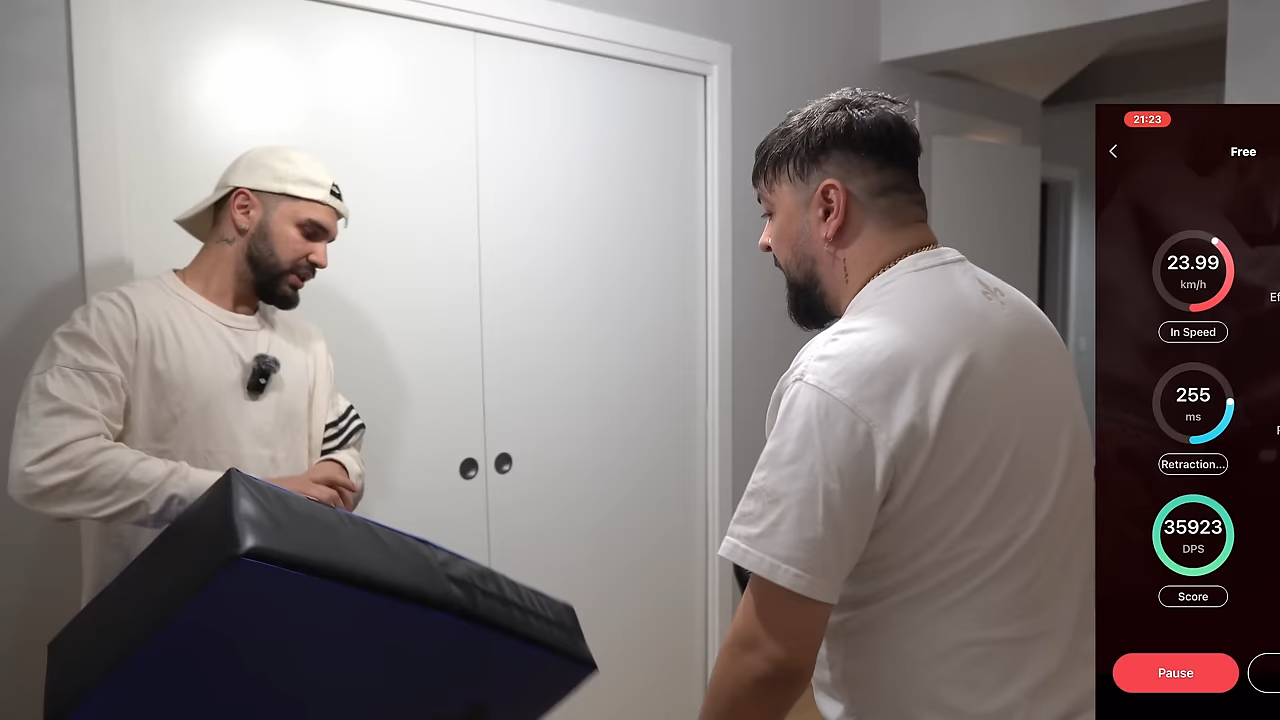 21:23
Free
23.99
km/h
In Speed
255
ms
Retraction...
35923
DPS
Score
Pause